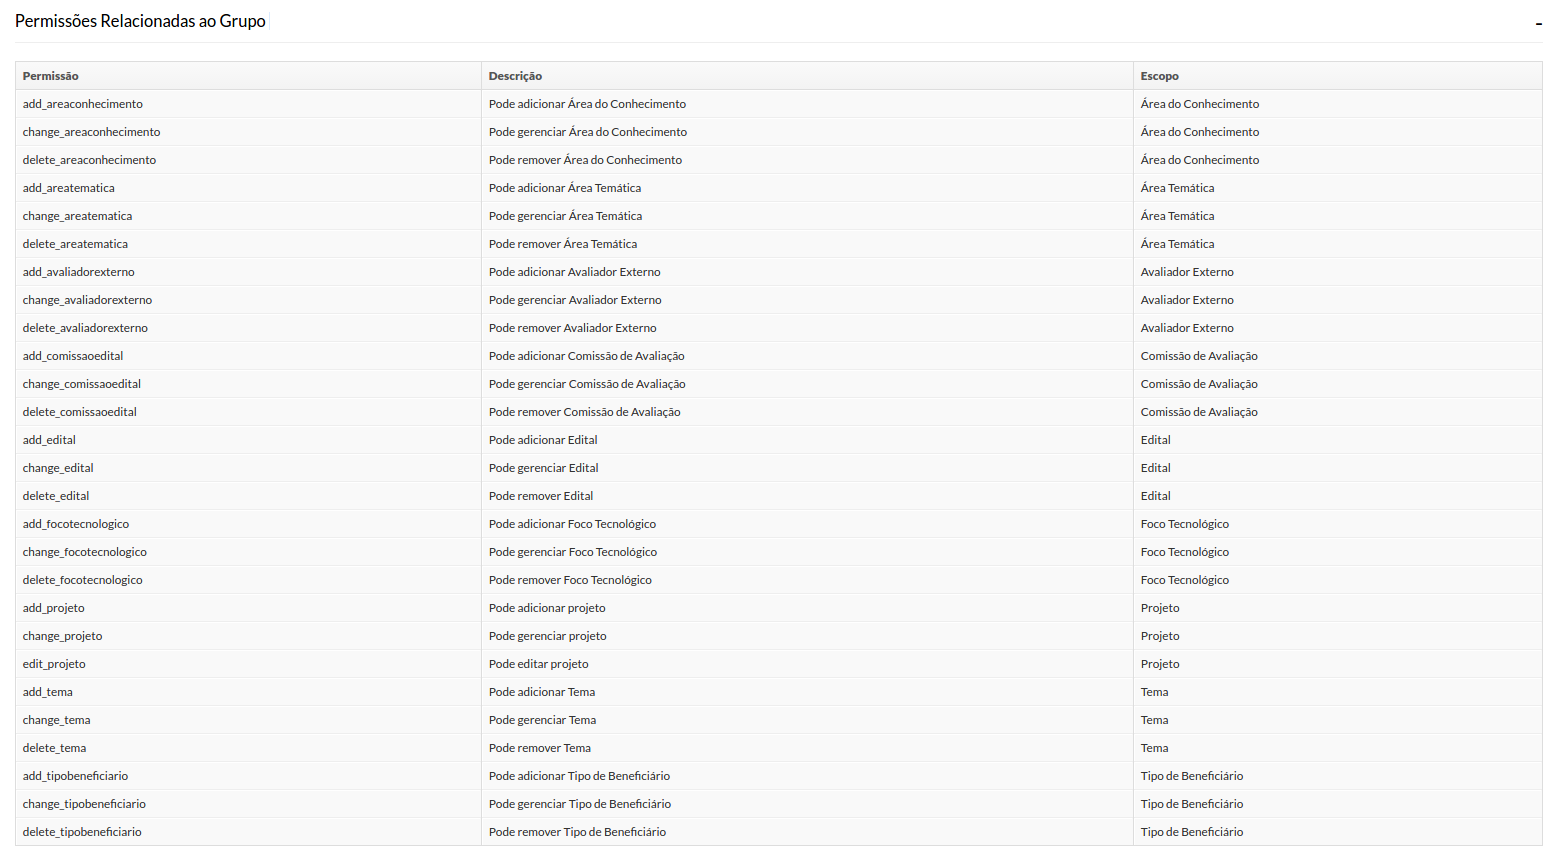 Permissões Relacionadas ao Grupo -
Permissão Descrição Escopo
add_areaconhecimento Pode adicionar Área do Conhecimento Área do Conhecimento
change_areaconhecimento Pode gerenciar Área do Conhecimento Área do Conhecimento
delete_areaconhecimento Pode remover Área do Conhecimento Área do Conhecimento
add_areatematica Pode adicionar Área Temática Área Temática
change_areatematica Pode gerenciar Área Temática Área Temática
delete_areatematica Pode remover Área Temática Área Temática
add_avaliadorexterno Pode adicionar Avaliador Externo Avaliador Externo
change_avaliadorexterno Pode gerenciar Avaliador Externo Avaliador Externo
delete_avaliadorexterno Pode remover Avaliador Externo Avaliador Externo
add_comissaoedital Pode adicionar Comissão de Avaliação Comissão de Avaliação
change_comissaoedital Pode gerenciar Comissão de Avaliação Comissão de Avaliação
delete_comissaoedital Pode remover Comissão de Avaliação Comissão de Avaliação
add_edital Pode adicionar Edital Edital
change_edital Pode gerenciar Edital Edital
delete_edital Pode remover Edital Edital
add_focotecnologico Pode adicionar Foco Tecnológico Foco Tecnológico
change_focotecnologico Pode gerenciar Foco Tecnológico Foco Tecnológico
delete_focotecnologico Pode remover Foco Tecnológico Foco Tecnológico
add_projeto Pode adicionar projeto Projeto
change_projeto Pode gerenciar projeto Projeto
edit_projeto Pode editar projeto Projeto
add_tema Pode adicionar Tema Tema
change_tema Pode gerenciar Tema Tema
delete_tema Pode remover Tema Tema
add_tipobeneficiario Pode adicionar Tipo de Beneficiário Tipo de Beneficiário
change_tipobeneficiario Pode gerenciar Tipo de Beneficiário Tipo de Beneficiário
delete_tipobeneficiario Pode remover Tipo de Beneficiário Tipo de Beneficiário